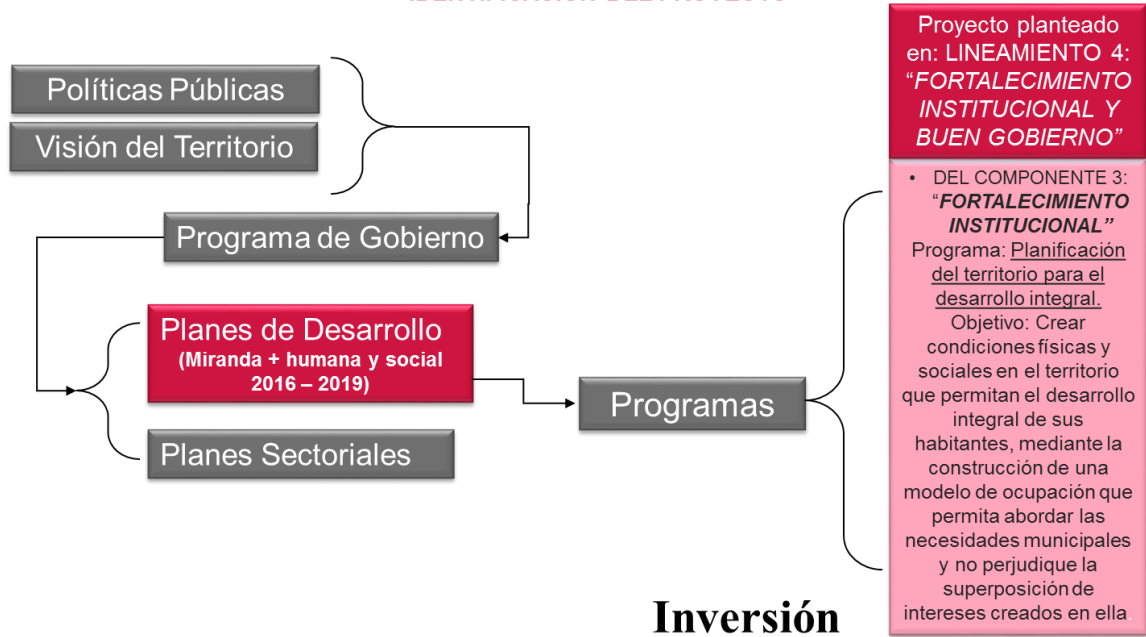 Políticas Públicas
Visión del Territorio
Programa de Gobierno
Planes de Desarrollo
(Miranda + humana y social
2016 – 2019)
Planes Sectoriales
Programas
Proyecto planteado
en: LINEAMIENTO 4:
“FORTALECIMIENTO
INSTITUCIONAL Y
BUEN GOBIERNO”
• DEL COMPONENTE 3:
“FORTALECIMIENTO
INSTITUCIONAL”
Programa: Planificación
del territorio para el
desarrollo integral.
Objetivo: Crear
condiciones físicas y
sociales en el territorio
que permitan el desarrollo
integral de sus
habitantes, mediante la
construcción de una
modelo de ocupación que
permita abordar las
necesidades municipales
y no perjudique la
superposición de
intereses creados en ella.
Inversión